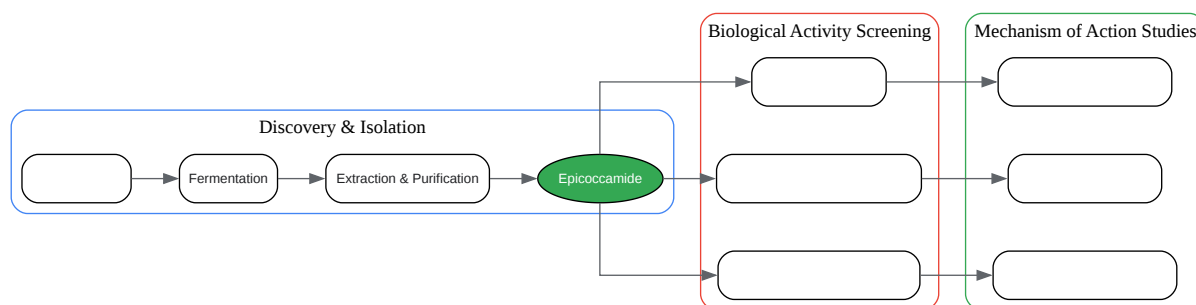 Biological Activity Screening
Mechanism of Action Studies
Discovery & Isolation
Fermentation
Extraction & Purification
Epicoccamide